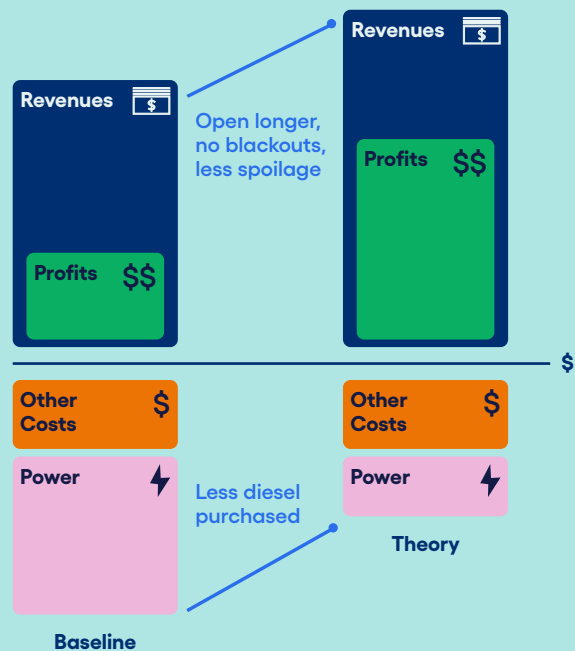 Revenues
$
Open longer,
no blackouts,
less spoilage
Profits $$
Revenues
$
Profits $$
$
Other
Costs
$
Power
Less diesel
purchased
Baseline
Other
Costs
$
Power
Theory